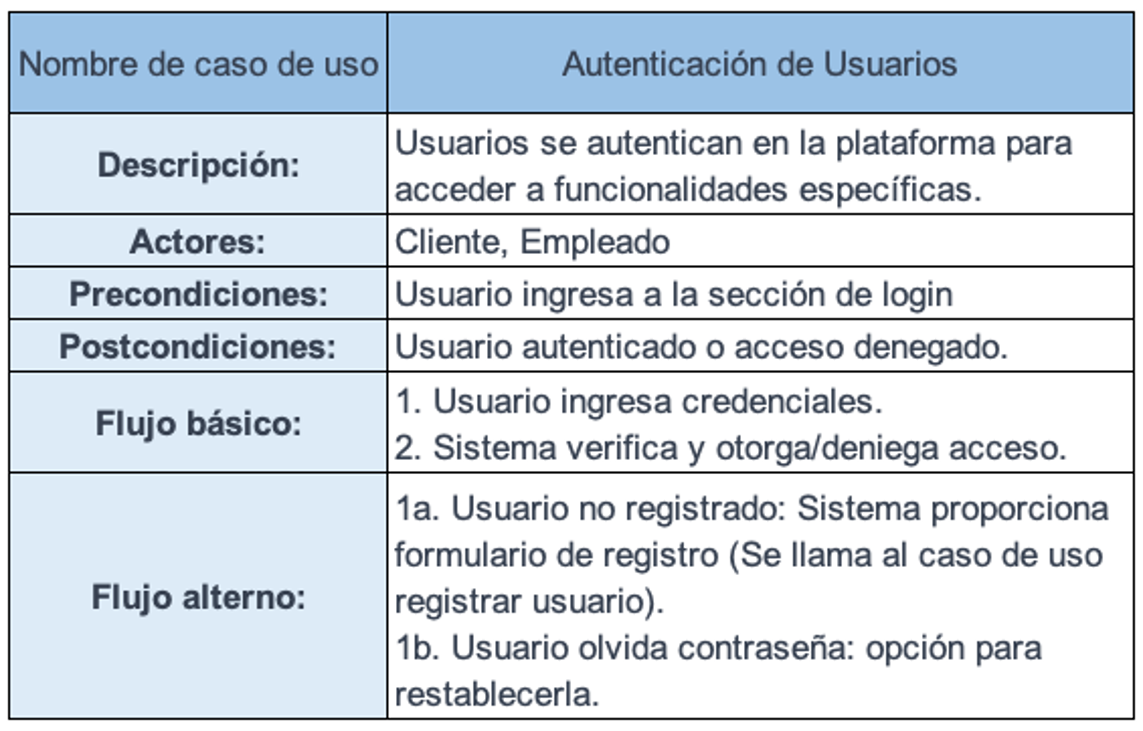 Nombre de caso de uso
Autenticación de Usuarios
Descripción:
Usuarios se autentican en la plataforma para
acceder a funcionalidades específicas.
Actores:
Cliente, Empleado
Precondiciones:
Usuario ingresa a la sección de login
Postcondiciones:
Usuario autenticado o acceso denegado.
Flujo básico:
1. Usuario ingresa credenciales.
2. Sistema verifica y otorga/deniega acceso.
Flujo alterno:
1a. Usuario no registrado: Sistema proporciona
formulario de registro (Se llama al caso de uso
registrar usuario).
1b. Usuario olvida contraseña: opción para
restablecerla.